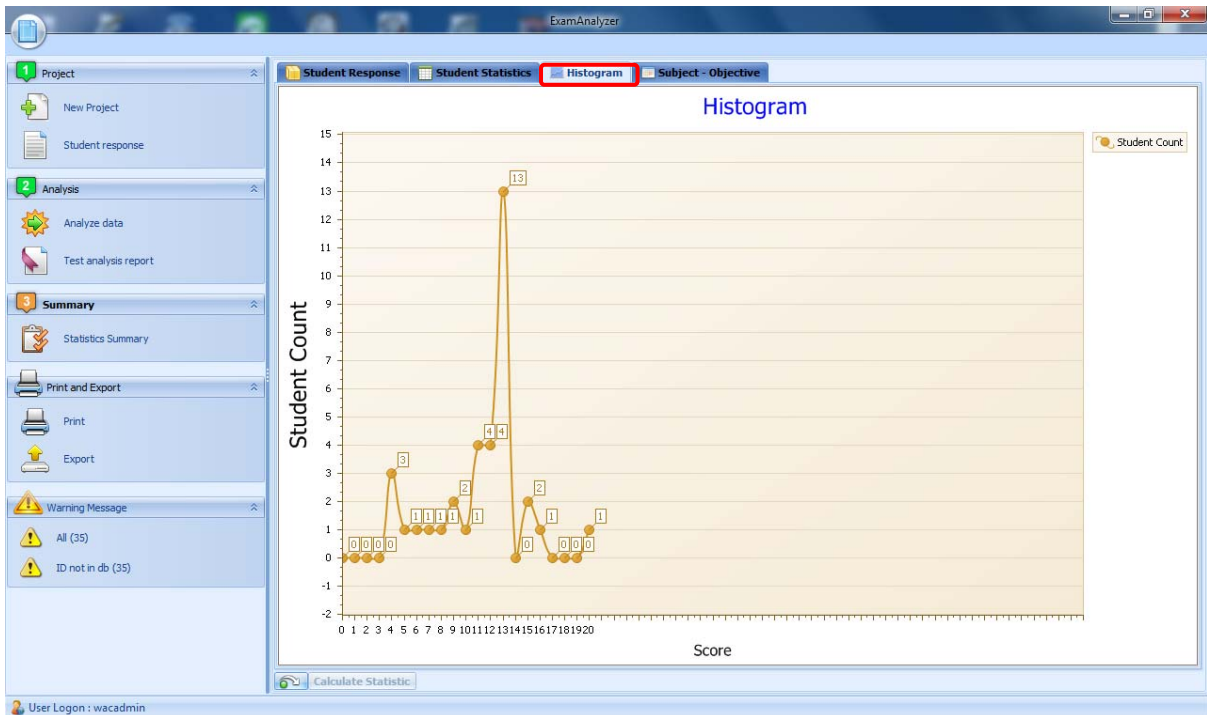 ExamAnalyzer
1 Project
New Project
Student response
2 Analysis
Analyze data
Test analysis report
3 Summary
Statistics Summary
Print and Export
Print
Export
Warning Message
All (35)
ID not in db (35)
Student Response Student Statistics Histogram Subject - Objective
Histogram
Student Count
Student Count
15
14
13
12
11
10
9
8
7
6
5
4
3
2
1
0
-1
-2
0 0 0 0 3 1 1 1 1 2 1 4 4 13 0 2 1 0 0 0 1
0 1 2 3 4 5 6 7 8 9 10 11 12 13 14 15 16 17 18 19 20
Score
Calculate Statistic
User Logon : wacadmin